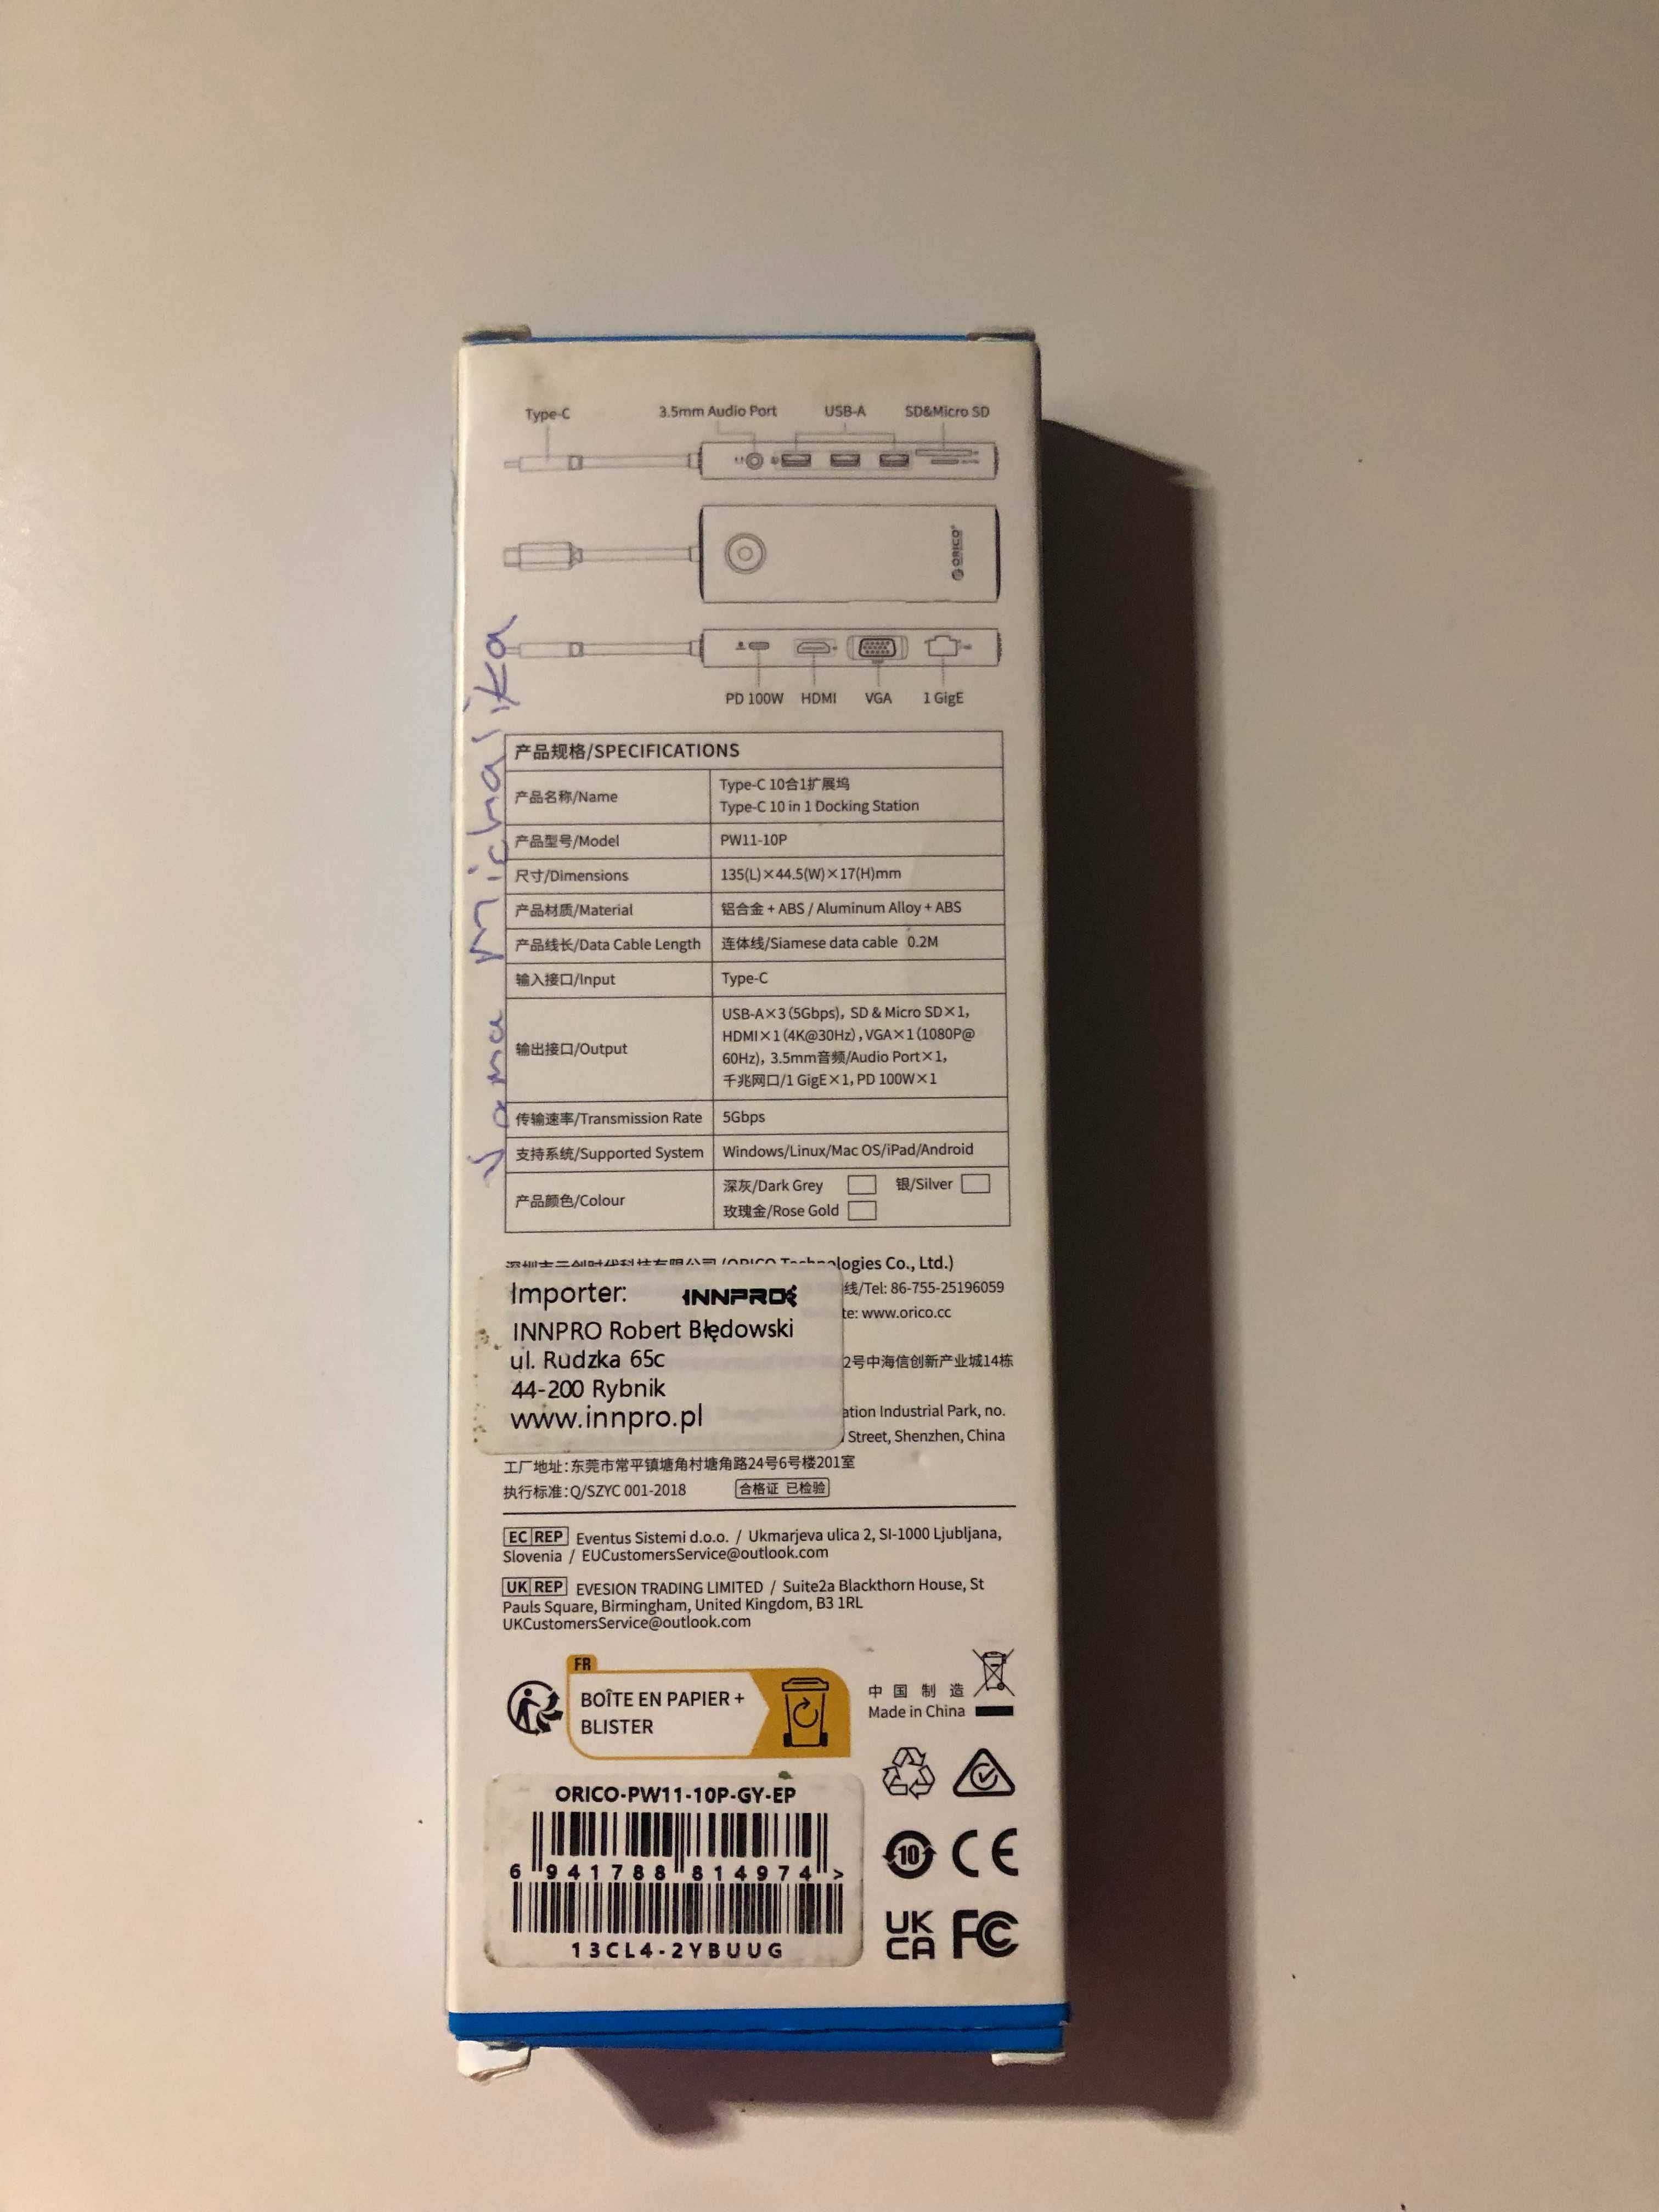 Type-C
3.5mm Audio Port
USB-A
SD&Micro SD
ORICO
PD 100W
HDMI
VGA
1 GigE
产品规格/SPECIFICATIONS
产品名称/Name
Type-C 10合1扩展坞
Type-C 10 in 1 Docking Station
产品型号/Model
PW11-10P
尺寸/Dimensions
135(L)×44.5(W)×17(H)mm
产品材质/Material
铝合金 + ABS / Aluminum Alloy + ABS
产品线长/Data Cable Length
连体线/Siamese data cable 0.2M
输入接口/Input
Type-C
输出接口/Output
USB-A×3 (5Gbps), SD & Micro SD×1,
HDMI×1 (4K@30Hz), VGA×1 (1080P@
60Hz), 3.5mm音频/Audio Port×1,
千兆网口/1 GigE×1, PD 100W×1
传输速率/Transmission Rate
5Gbps
支持系统/Supported System
Windows/Linux/Mac OS/iPad/Android
产品颜色/Colour
深灰/Dark Grey
银/Silver
玫瑰金/Rose Gold
michalika
logies Co., Ltd.)
线/Tel: 86-755-25196059
te: www.orico.cc
2号中海信创新产业城14栋
ation Industrial Park, no.
Street, Shenzhen, China
Importer:
INNPRO
INNPRO Robert Błędowski
ul. Rudzka 65c
44-200 Rybnik
www.innpro.pl
工厂地址:东莞市常平镇塘角村塘角路24号6号楼201室
执行标准:Q/SZYC 001-2018
合格证 已检验
EC REP Eventus Sistemi d.o.o. / Ukmarjeva ulica 2, SI-1000 Ljubljana,
Slovenia / EUCustomersService@outlook.com
UK REP EVESION TRADING LIMITED / Suite2a Blackthorn House, St
Pauls Square, Birmingham, United Kingdom, B3 1RL
UKCustomersService@outlook.com
FR
BOÎTE EN PAPIER +
BLISTER
中国制造
Made in China
ORICO-PW11-10P-GY-EP
6 941788 814974 >
13CL4-2YBUUG
10
CE
UK
CA
FC